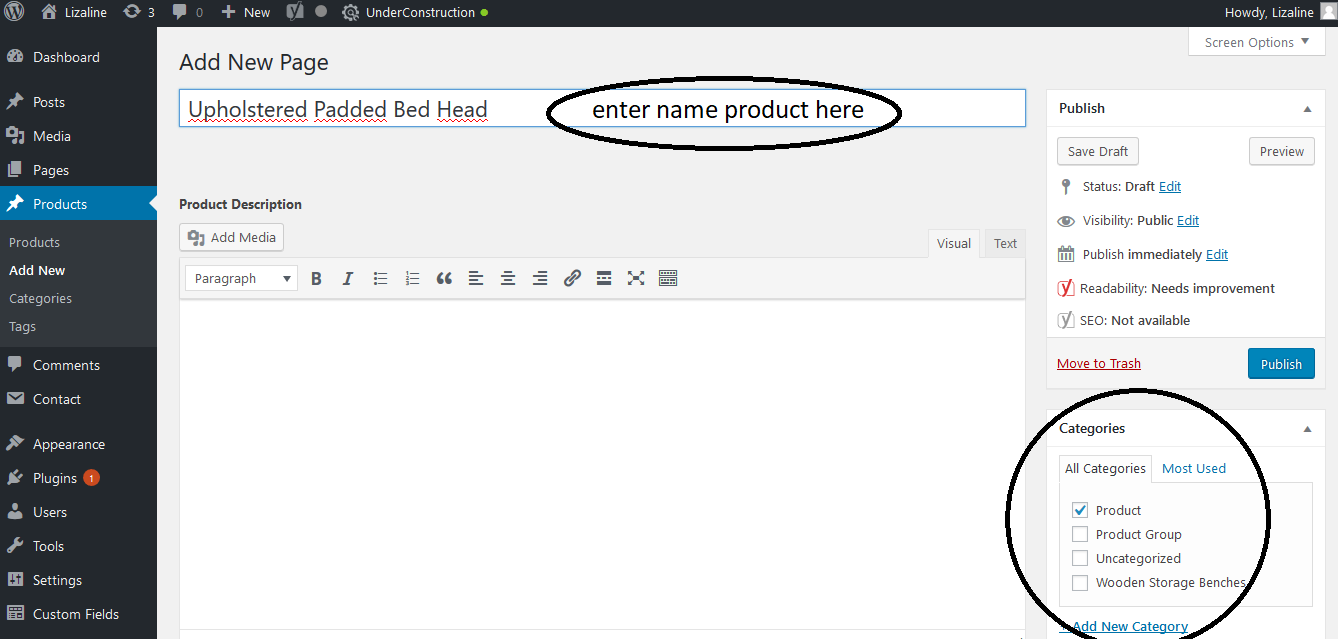 Lizaline 3 0 New UnderConstruction Howdy, Lizaline
Dashboard
Posts
Media
Pages
Products
Products
Add New
Categories
Tags
Comments
Contact
Appearance
Plugins 1
Users
Tools
Settings
Custom Fields
Screen Options
Add New Page
Upholstered Padded Bed Head
enter name product here
Product Description
Add Media
Visual Text
Paragraph
Publish
Save Draft Preview
Status: Draft Edit
Visibility: Public Edit
Publish immediately Edit
Readability: Needs improvement
SEO: Not available
Move to Trash Publish
Categories
All Categories Most Used
Product
Product Group
Uncategorized
Wooden Storage Benches
+ Add New Category